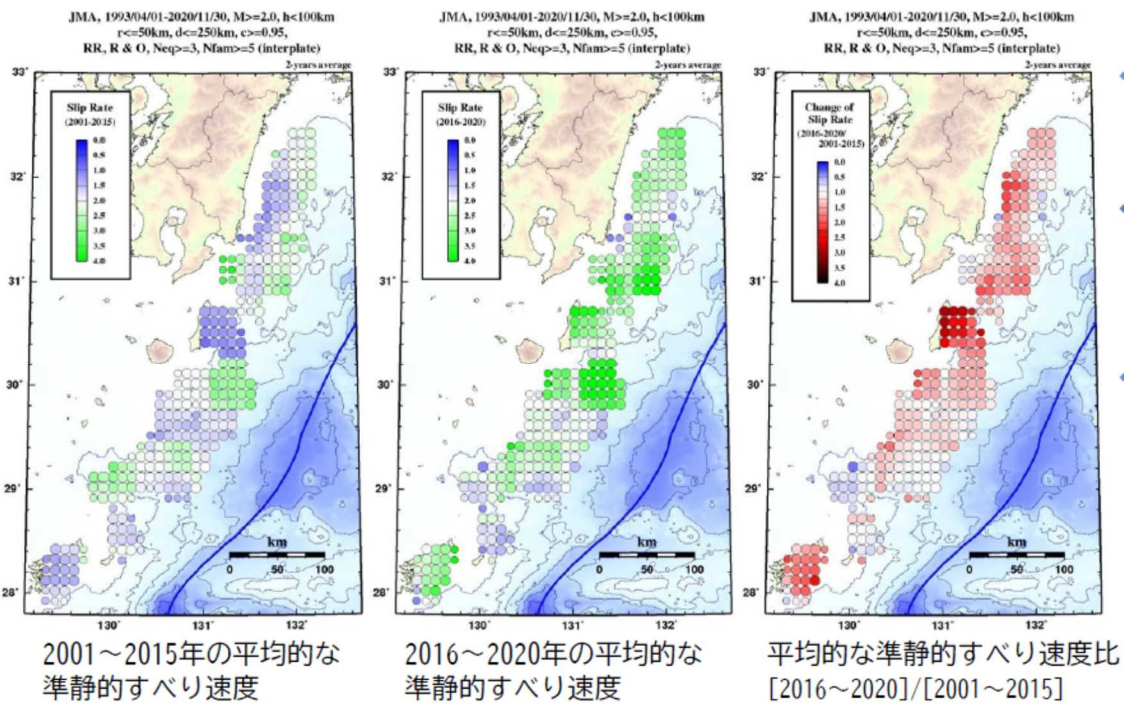 JMA, 1993/04/01-2020/11/30, M>=2.0, h<100km
r<=50km, d<=250km, c>=0.95,
RR, R & O, Neq>=3, Nfam>=5 (interplate)
2-years average
33°
Slip Rate
(2001-2015)
0.0
0.5
1.0
1.5
2.0
2.5
3.0
3.5
4.0
32°
31°
30°
29°
28°
km
0 50 100
130° 131° 132°
2001〜2015年の平均的な
準静的すべり速度
JMA, 1993/04/01-2020/11/30, M>=2.0, h<100km
r<=50km, d<=250km, c>=0.95,
RR, R & O, Neq>=3, Nfam>=5 (interplate)
2-years average
33°
Slip Rate
(2016-2020)
0.0
0.5
1.0
1.5
2.0
2.5
3.0
3.5
4.0
32°
31°
30°
29°
28°
km
0 50 100
130° 131° 132°
2016〜2020年の平均的な
準静的すべり速度
JMA, 1993/04/01-2020/11/30, M>=2.0, h<100km
r<=50km, d<=250km, c>=0.95,
RR, R & O, Neq>=3, Nfam>=5 (interplate)
2-years average
33°
Change of
Slip Rate
(2016-2020/
2001-2015)
0.0
0.5
1.0
1.5
2.0
2.5
3.0
3.5
4.0
32°
31°
30°
29°
28°
km
0 50 100
130° 131° 132°
平均的な準静的すべり速度比
[2016〜2020]/[2001〜2015]